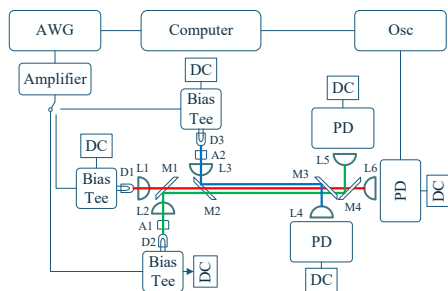 AWG
Computer
Osc
Amplifier
DC
Bias
Tee
D3
A2
L3
DC
PD
L5
DC
Bias
Tee
D1
L1
M1
M2
M3
M4
L6
PD
DC
L2
A1
D2
L4
Bias
Tee
DC
PD
DC